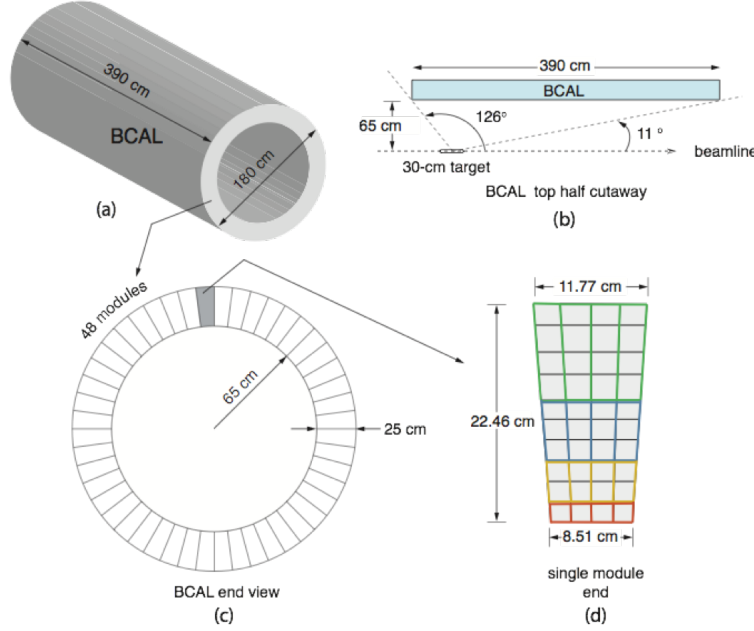 390 cm
BCAL
180 cm
(a)
390 cm
BCAL
65 cm
126°
11 °
30-cm target
beamline
BCAL top half cutaway
(b)
48 modules
65 cm
25 cm
BCAL end view
(c)
11.77 cm
22.46 cm
8.51 cm
single module
end
(d)